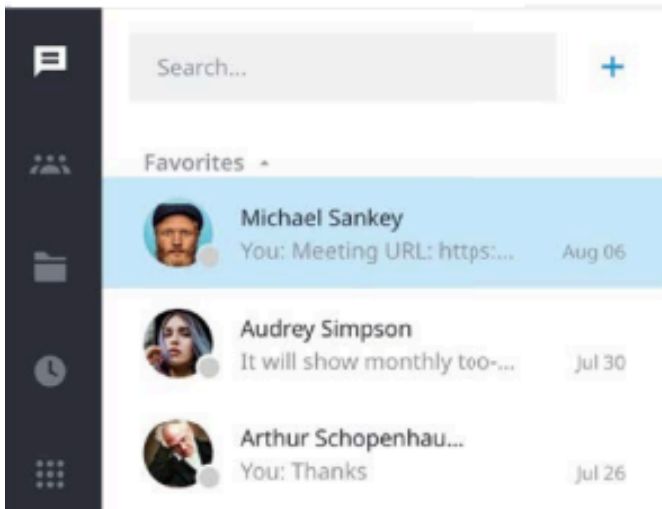 Search...
Favorites
Michael Sankey
You: Meeting URL: https:...
Aug 06
Audrey Simpson
It will show monthly too-...
Jul 30
Arthur Schopenhau...
You: Thanks
Jul 26